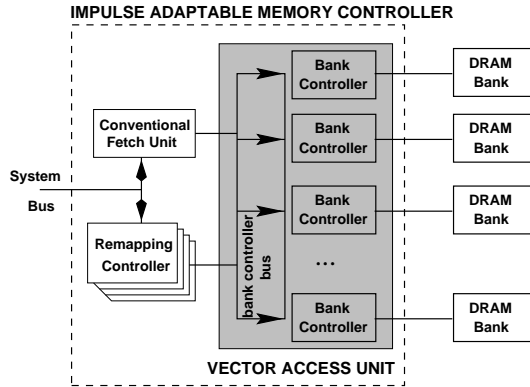 IMPULSE ADAPTABLE MEMORY CONTROLLER
Conventional
Fetch Unit
System
Bus
Remapping
Controller
bank controller
bus
Bank
Controller
DRAM
Bank
Bank
Controller
DRAM
Bank
Bank
Controller
DRAM
Bank
...
Bank
Controller
DRAM
Bank
VECTOR ACCESS UNIT